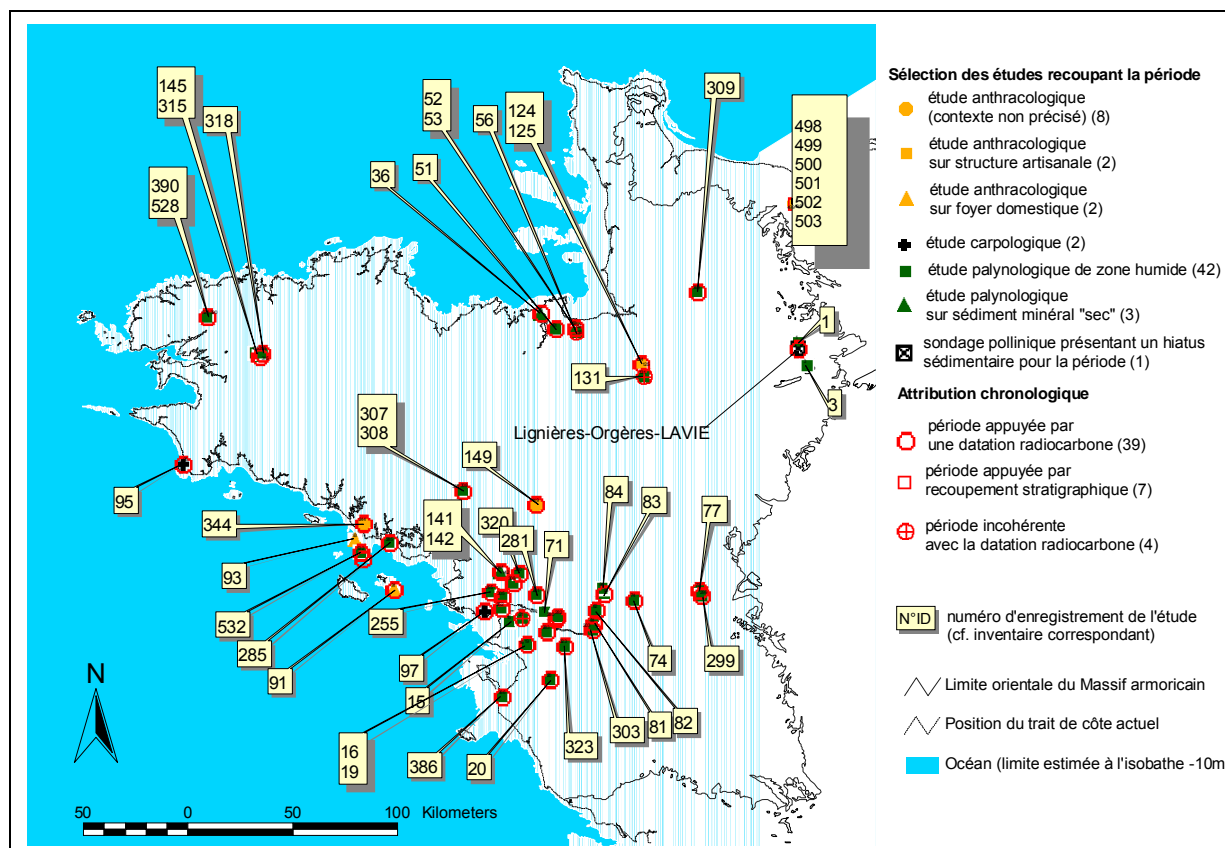 145
315
318
390
528
36
51
52
53
56
124
125
309
498
499
500
501
502
503
1
3
131
Lignières-Orgères-LAVIE
307
308
149
95
344
93
532
285
91
141
142
320
281
71
84
83
77
255
97
15
16
19
386
20
323
303
81
82
74
299
N
50 0 50 100 Kilometers
Sélection des études recoupant la période
étude anthracologique
(contexte non précisé) (8)
étude anthracologique
sur structure artisanale (2)
étude anthracologique
sur foyer domestique (2)
étude carpologique (2)
étude palynologique de zone humide (42)
étude palynologique
sur sédiment minéral "sec" (3)
sondage pollinique présentant un hiatus
sédimentaire pour la période (1)
Attribution chronologique
période appuyée par
une datation radiocarbone (39)
période appuyée par
recoupement stratigraphique (7)
période incohérente
avec la datation radiocarbone (4)
N°ID numéro d'enregistrement de l'étude
(cf. inventaire correspondant)
Limite orientale du Massif armoricain
Position du trait de côte actuel
Océan (limite estimée à l'isobathe -10m